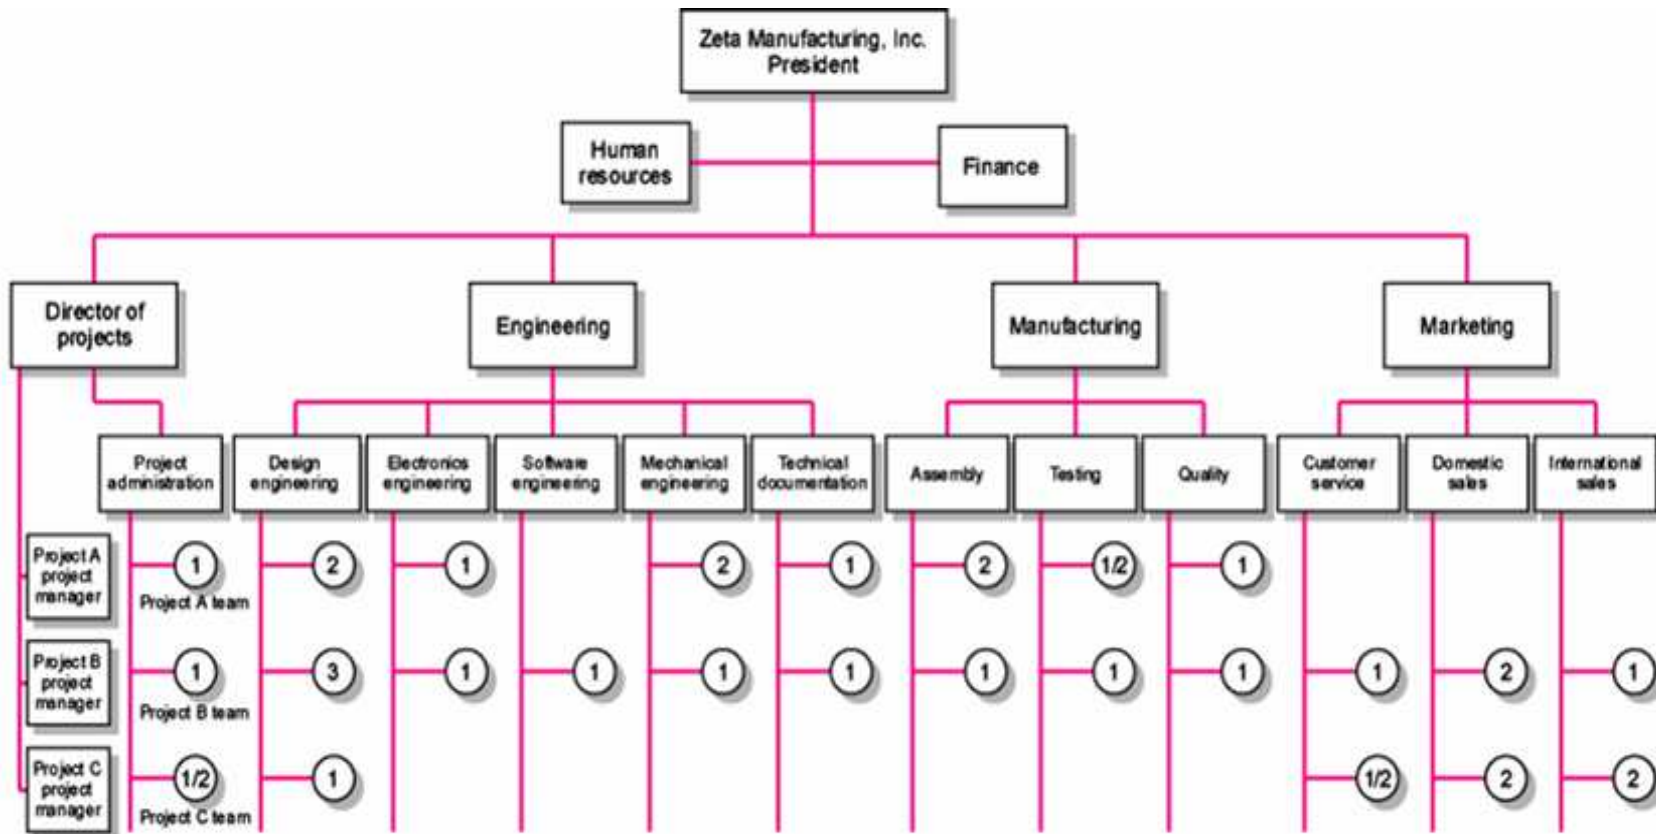 Zeta Manufacturing, Inc.
President
Human
resources
Finance
Director of
projects
Engineering
Manufacturing
Marketing
Project
administration
Design
engineering
Electronics
engineering
Software
engineering
Mechanical
engineering
Technical
documentation
Assembly
Testing
Quality
Customer
service
Domestic
sales
International
sales
Project A
project
manager
1
2
1
2
1
2
1/2
1
Project A team
Project B
project
manager
1
3
1
1
1
1
1
1
1
1
2
1
Project B team
Project C
project
manager
1/2
1
1/2
2
2
Project C team